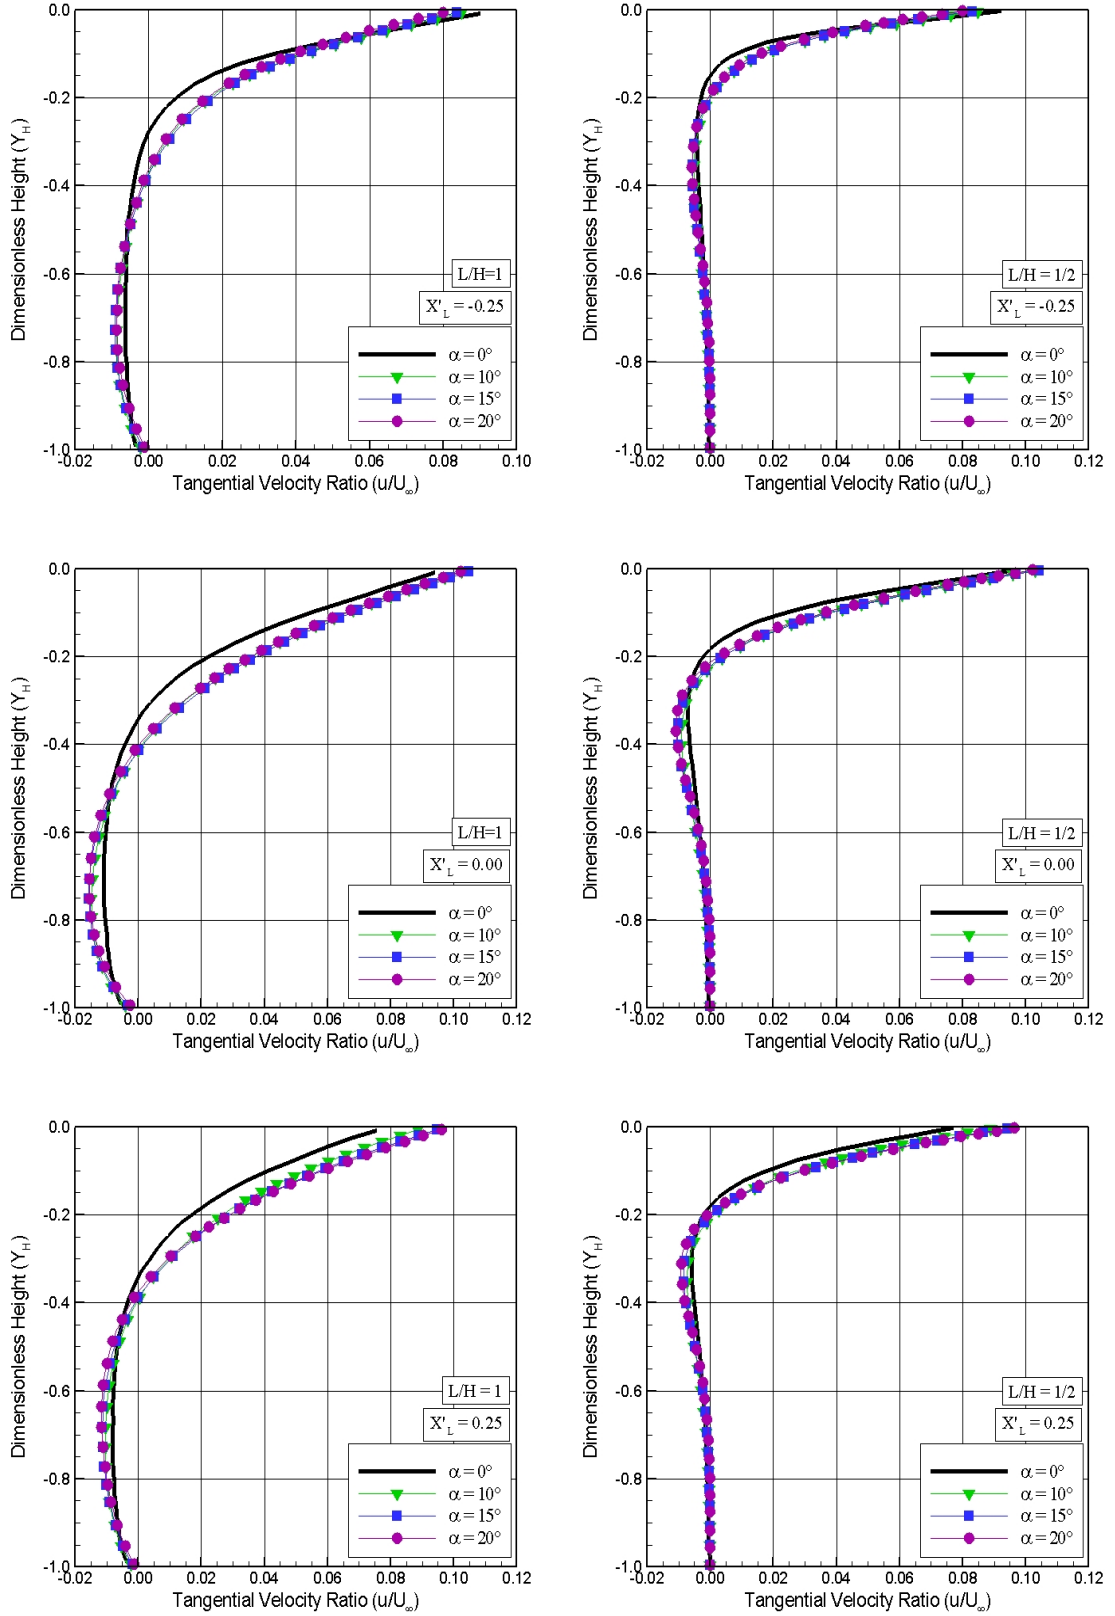 0.0
-0.2
-0.4
-0.6
-0.8
-1.0
Dimensionless Height (Y_H)
L/H=1
X'_L = -0.25
α = 0°
α = 10°
α = 15°
α = 20°
-0.02 0.00 0.02 0.04 0.06 0.08 0.10
Tangential Velocity Ratio (u/U_∞)
0.0
-0.2
-0.4
-0.6
-0.8
-1.0
Dimensionless Height (Y_H)
L/H = 1/2
X'_L = -0.25
α = 0°
α = 10°
α = 15°
α = 20°
-0.02 0.00 0.02 0.04 0.06 0.08 0.10 0.12
Tangential Velocity Ratio (u/U_∞)
0.0
-0.2
-0.4
-0.6
-0.8
-1.0
Dimensionless Height (Y_H)
L/H=1
X'_L = 0.00
α = 0°
α = 10°
α = 15°
α = 20°
-0.02 0.00 0.02 0.04 0.06 0.08 0.10 0.12
Tangential Velocity Ratio (u/U_∞)
0.0
-0.2
-0.4
-0.6
-0.8
-1.0
Dimensionless Height (Y_H)
L/H = 1/2
X'_L = 0.00
α = 0°
α = 10°
α = 15°
α = 20°
-0.02 0.00 0.02 0.04 0.06 0.08 0.10 0.12
Tangential Velocity Ratio (u/U_∞)
0.0
-0.2
-0.4
-0.6
-0.8
-1.0
Dimensionless Height (Y_H)
L/H = 1
X'_L = 0.25
α = 0°
α = 10°
α = 15°
α = 20°
-0.02 0.00 0.02 0.04 0.06 0.08 0.10 0.12
Tangential Velocity Ratio (u/U_∞)
0.0
-0.2
-0.4
-0.6
-0.8
-1.0
Dimensionless Height (Y_H)
L/H = 1/2
X'_L = 0.25
α = 0°
α = 10°
α = 15°
α = 20°
-0.02 0.00 0.02 0.04 0.06 0.08 0.10 0.12
Tangential Velocity Ratio (u/U_∞)